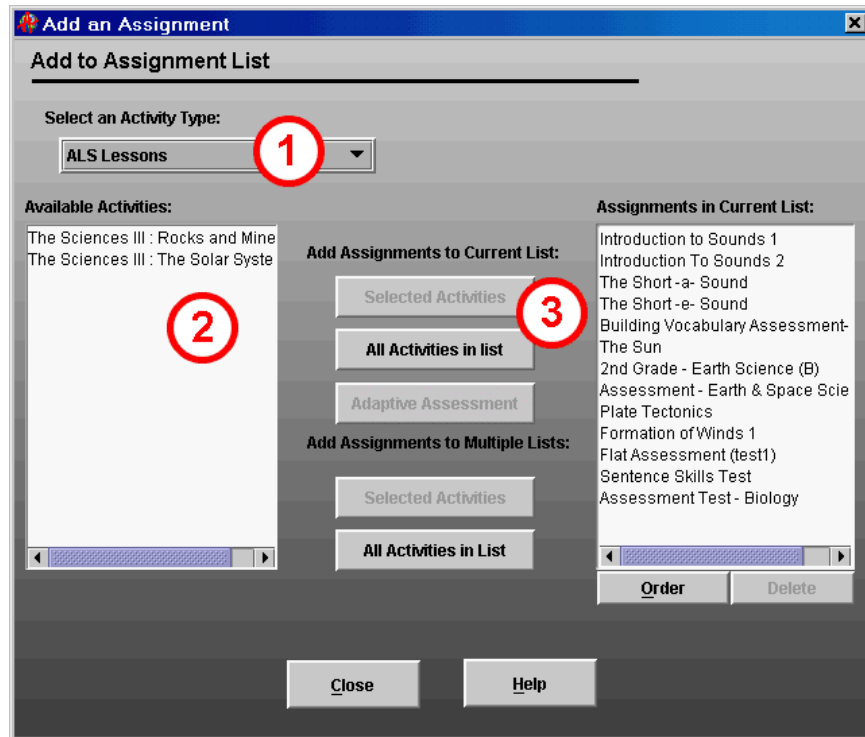 Add an Assignment
Add to Assignment List
Select an Activity Type:
ALS Lessons
1
Available Activities:
The Sciences III : Rocks and Mine
The Sciences III : The Solar Syste
2
Add Assignments to Current List:
Selected Activities
3
All Activities in list
Adaptive Assessment
Add Assignments to Multiple Lists:
Selected Activities
All Activities in List
Assignments in Current List:
Introduction to Sounds 1
Introduction To Sounds 2
The Short -a- Sound
The Short -e- Sound
Building Vocabulary Assessment-
The Sun
2nd Grade - Earth Science (B)
Assessment - Earth & Space Scie
Plate Tectonics
Formation of Winds 1
Flat Assessment (test1)
Sentence Skills Test
Assessment Test - Biology
Order
Delete
Close
Help